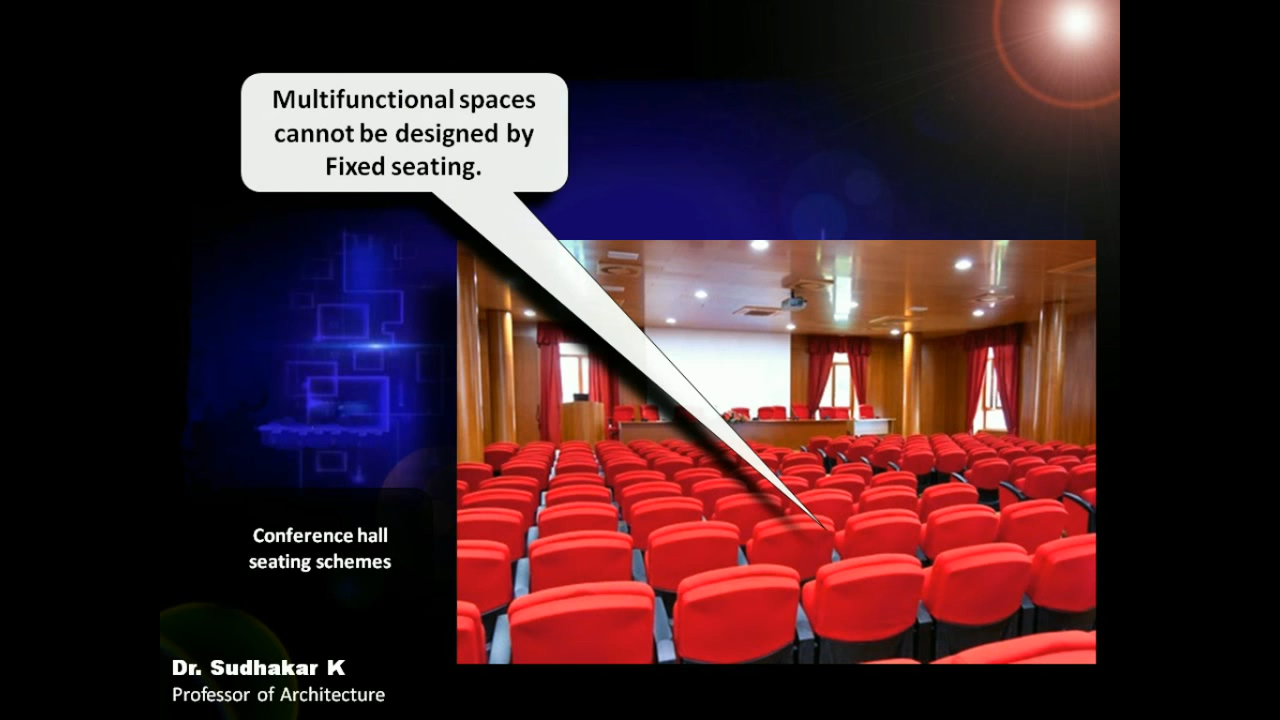 Multifunctional spaces
cannot be designed by
Fixed seating.
Conference hall
seating schemes
Dr. Sudhakar K
Professor of Architecture